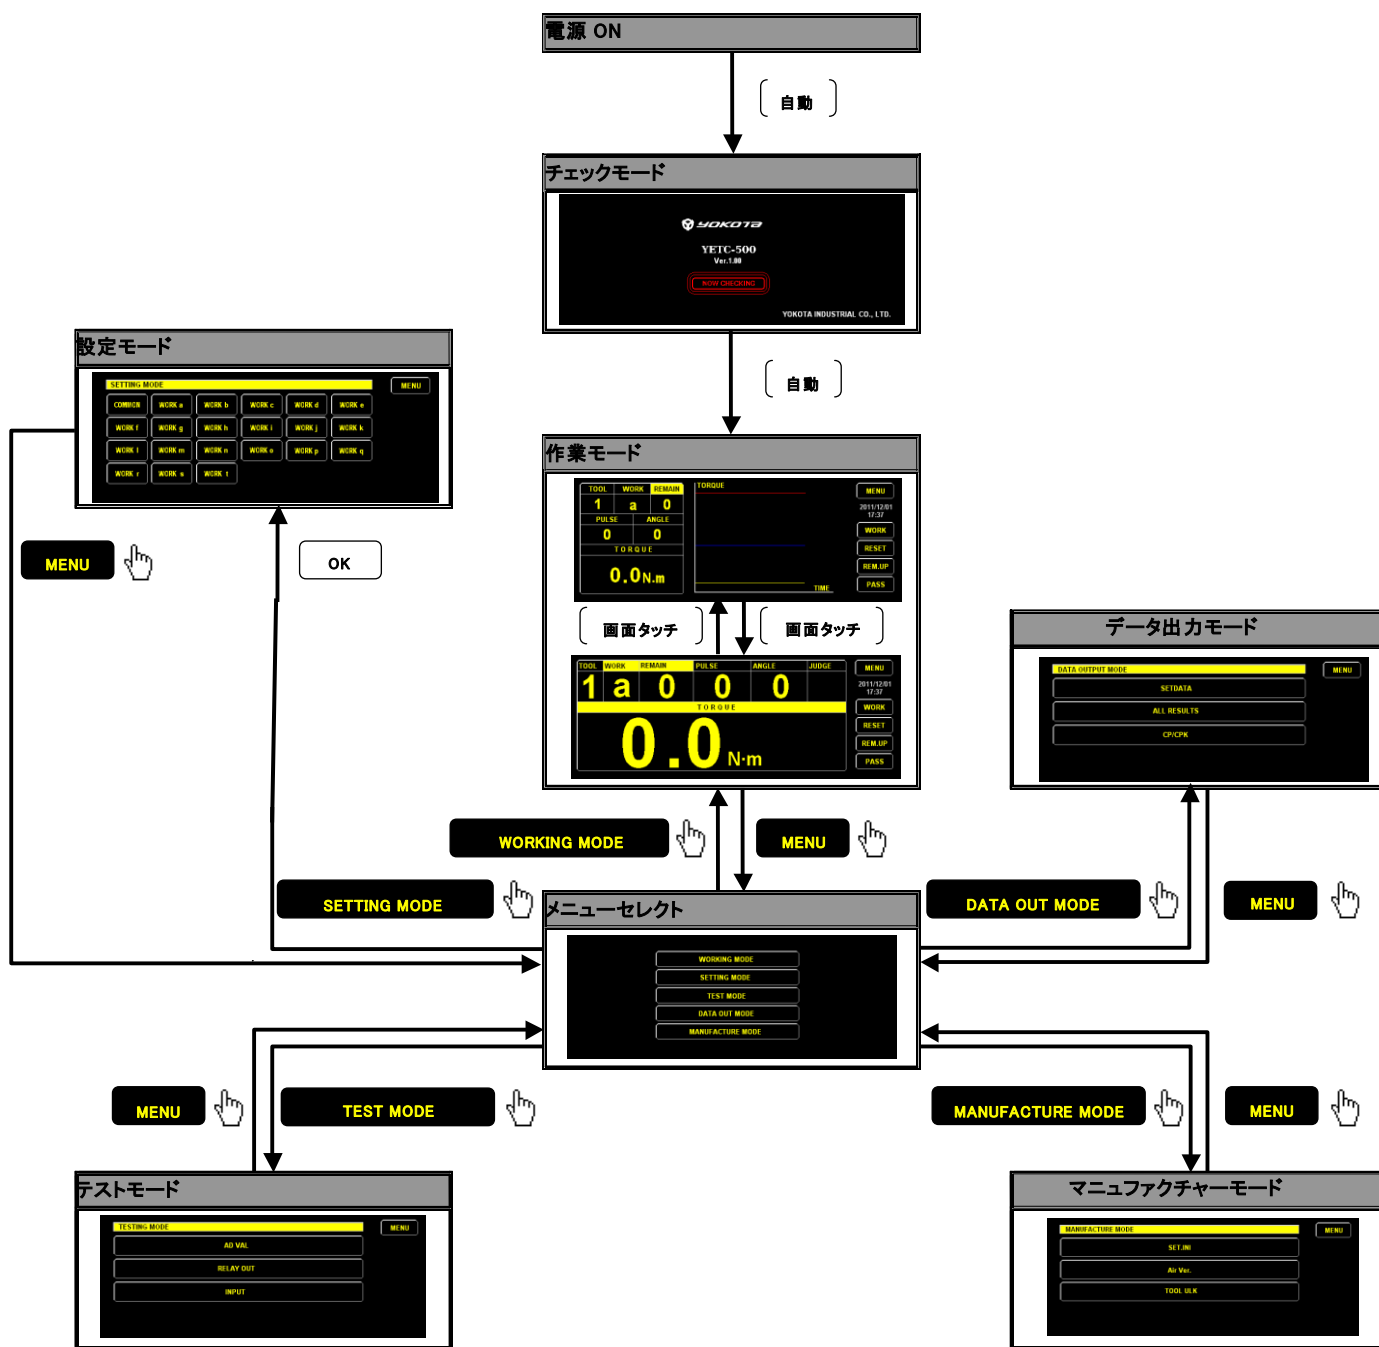 電源 ON
自動
チェックモード
YOKOTA
YETC-500
Ver.1.00
NOW CHECKING
YOKOTA INDUSTRIAL CO., LTD.
自動
設定モード
SETTING MODE
MENU
COMMON WORK a WORK b WORK c WORK d WORK e
WORK f WORK g WORK h WORK i WORK j WORK k
WORK l WORK m WORK n WORK o WORK p WORK q
WORK r WORK s WORK t
MENU
OK
作業モード
TOOL WORK REMAIN
1 a 0
PULSE ANGLE
0 0
TORQUE
0.0N.m
TORQUE
TIME
MENU
2011/12/01
17:37
WORK
RESET
REM.UP
PASS
画面タッチ
画面タッチ
TOOL WORK REMAIN PULSE ANGLE JUDGE
1 a 0 0 0
TORQUE
0.0 N·m
MENU
2011/12/01
17:37
WORK
RESET
REM.UP
PASS
データ出力モード
DATA OUTPUT MODE
MENU
SETDATA
ALL RESULTS
CP/CPK
WORKING MODE
MENU
SETTING MODE
DATA OUT MODE
MENU
メニューセレクト
WORKING MODE
SETTING MODE
TEST MODE
DATA OUT MODE
MANUFACTURE MODE
MENU
TEST MODE
MANUFACTURE MODE
MENU
テストモード
TESTING MODE
MENU
AD VAL
RELAY OUT
INPUT
マニュファクチャーモード
MANUFACTURE MODE
MENU
SET.INI
Air Ver.
TOOL ULK